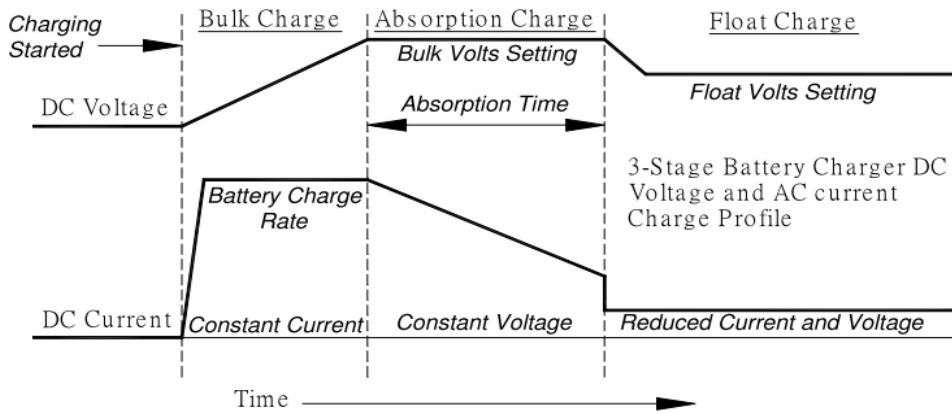 Charging
Started
Bulk Charge
Absorption Charge
Float Charge
Bulk Volts Setting
DC Voltage
Absorption Time
Float Volts Setting
3-Stage Battery Charger DC
Voltage and AC current
Charge Profile
Battery Charge
Rate
DC Current
Constant Current
Constant Voltage
Reduced Current and Voltage
Time